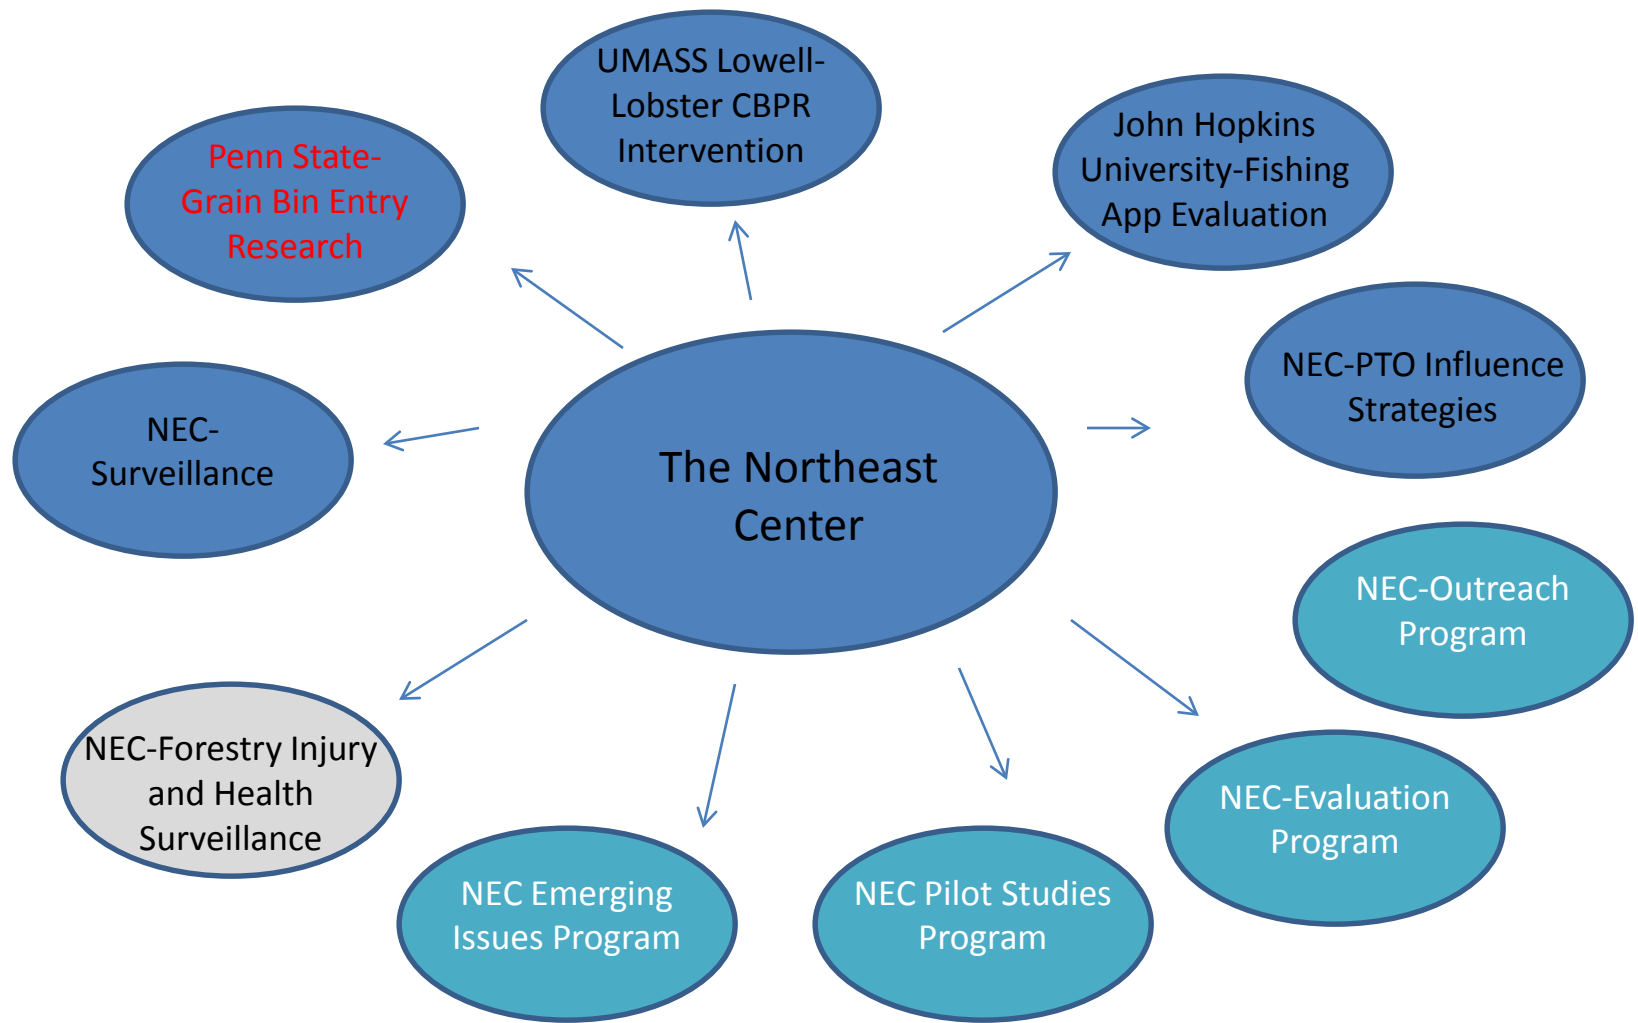 UMASS Lowell-
Lobster CBPR
Intervention
John Hopkins
University-Fishing
App Evaluation
Penn State-
Grain Bin Entry
Research
NEC-PTO Influence
Strategies
NEC-
Surveillance
The Northeast
Center
NEC-Outreach
Program
NEC-Forestry Injury
and Health
Surveillance
NEC-Evaluation
Program
NEC Emerging
Issues Program
NEC Pilot Studies
Program